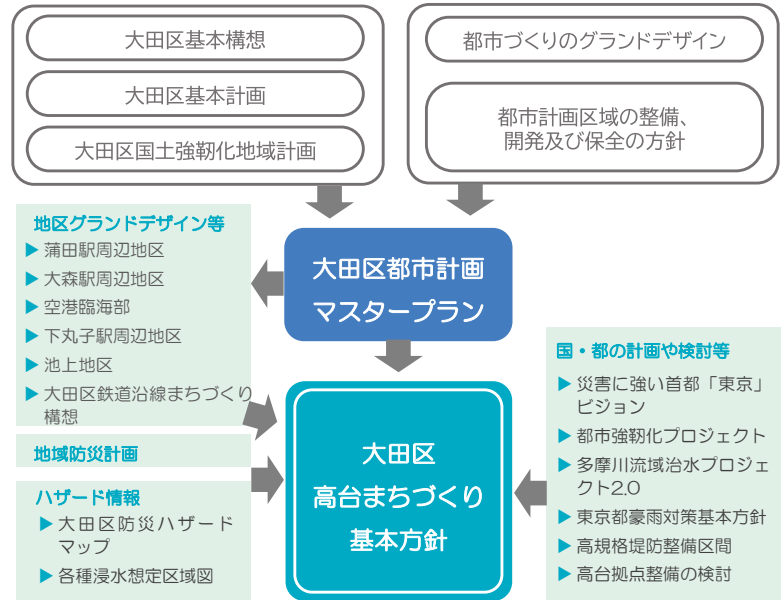 大田区基本構想
大田区基本計画
大田区国土強靭化地域計画
都市づくりのグランドデザイン
都市計画区域の整備、
開発及び保全の方針
地区グランドデザイン等
▶ 蒲田駅周辺地区
▶ 大森駅周辺地区
▶ 空港臨海部
▶ 下丸子駅周辺地区
▶ 池上地区
▶ 大田区鉄道沿線まちづくり
構想
大田区都市計画
マスタープラン
地域防災計画
ハザード情報
▶ 大田区防災ハザード
マップ
▶ 各種浸水想定区域図
大田区
高台まちづくり
基本方針
国・都の計画や検討等
▶ 災害に強い首都「東京」
ビジョン
▶ 都市強靭化プロジェクト
▶ 多摩川流域治水プロジェ
クト2.0
▶ 東京都豪雨対策基本方針
▶ 高規格堤防整備区間
▶ 高台拠点整備の検討